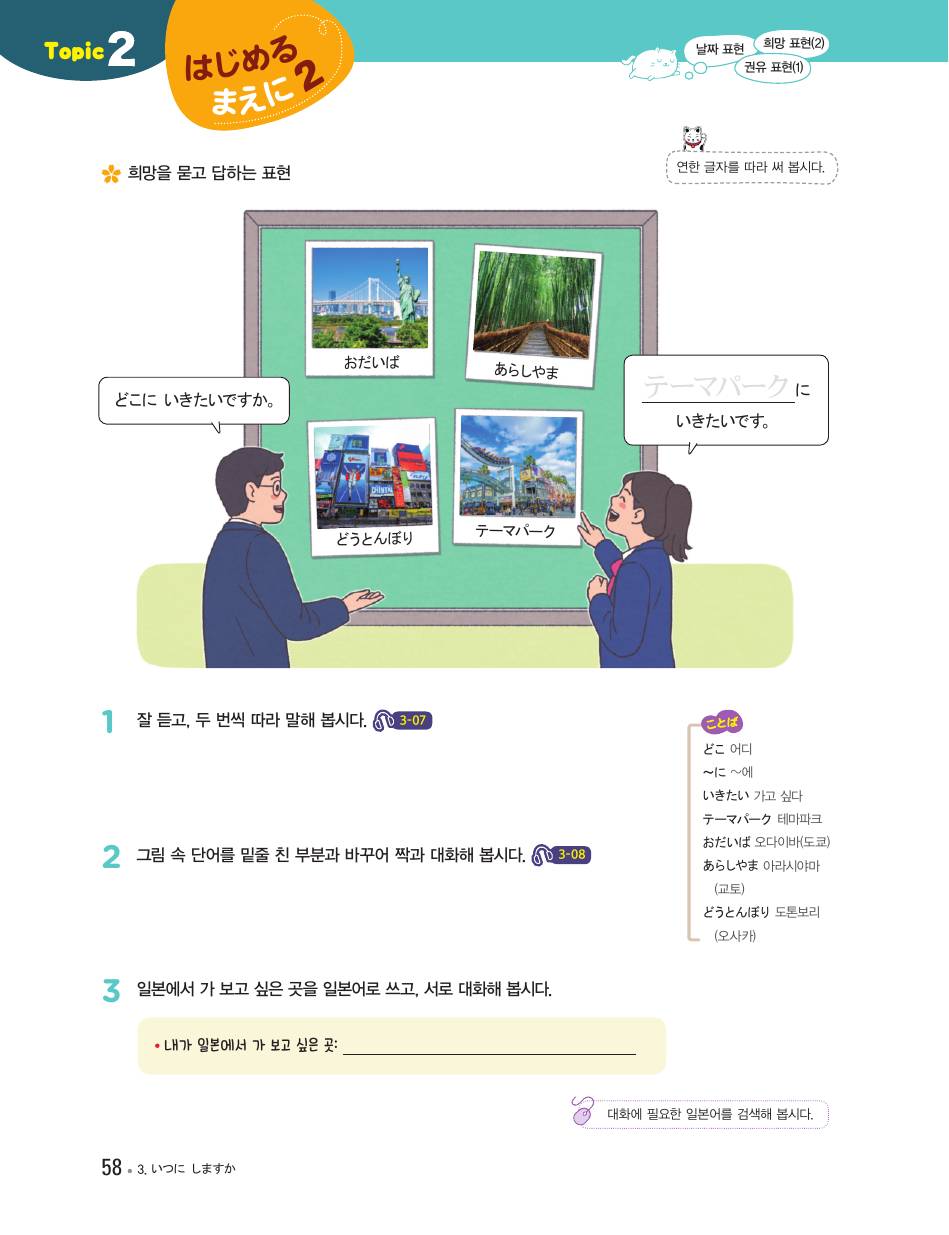 Topic 2
はじめる
まえに 2
날짜 표현
희망 표현(2)
권유 표현(1)
희망을 묻고 답하는 표현
연한 글자를 따라 써 봅시다.
おだいば
あらしやま
どこに いきたいですか。
テーマパークに
いきたいです。
Glico
どうとんぼり
テーマパーク
1 잘 듣고, 두 번씩 따라 말해 봅시다. 3-07
2 그림 속 단어를 밑줄 친 부분과 바꾸어 짝과 대화해 봅시다. 3-08
3 일본에서 가 보고 싶은 곳을 일본어로 쓰고, 서로 대화해 봅시다.
• 내가 일본에서 가 보고 싶은 곳:
ことば
どこ 어디
~に ~에
いきたい 가고 싶다
テーマパーク 테마파크
おだいば 오다이바(도쿄)
あらしやま 아라시야마
(교토)
どうとんぼり 도톤보리
(오사카)
대화에 필요한 일본어를 검색해 봅시다.
58 • 3. いつに しますか